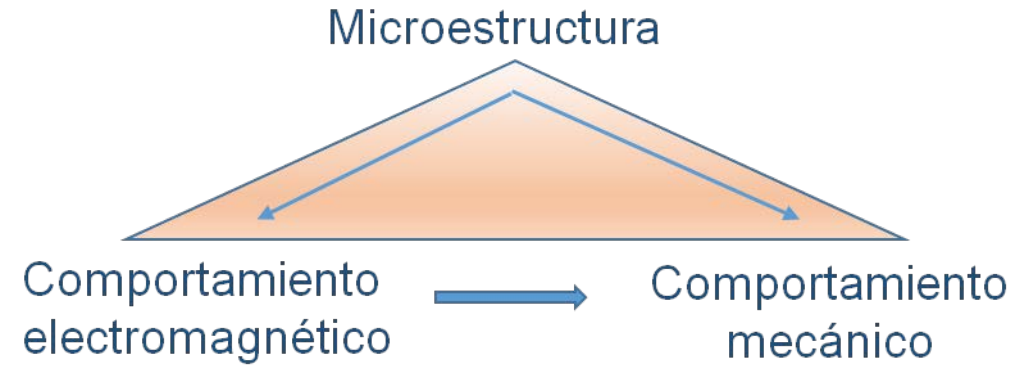 Microestructura
Comportamiento
electromagnético
Comportamiento
mecánico